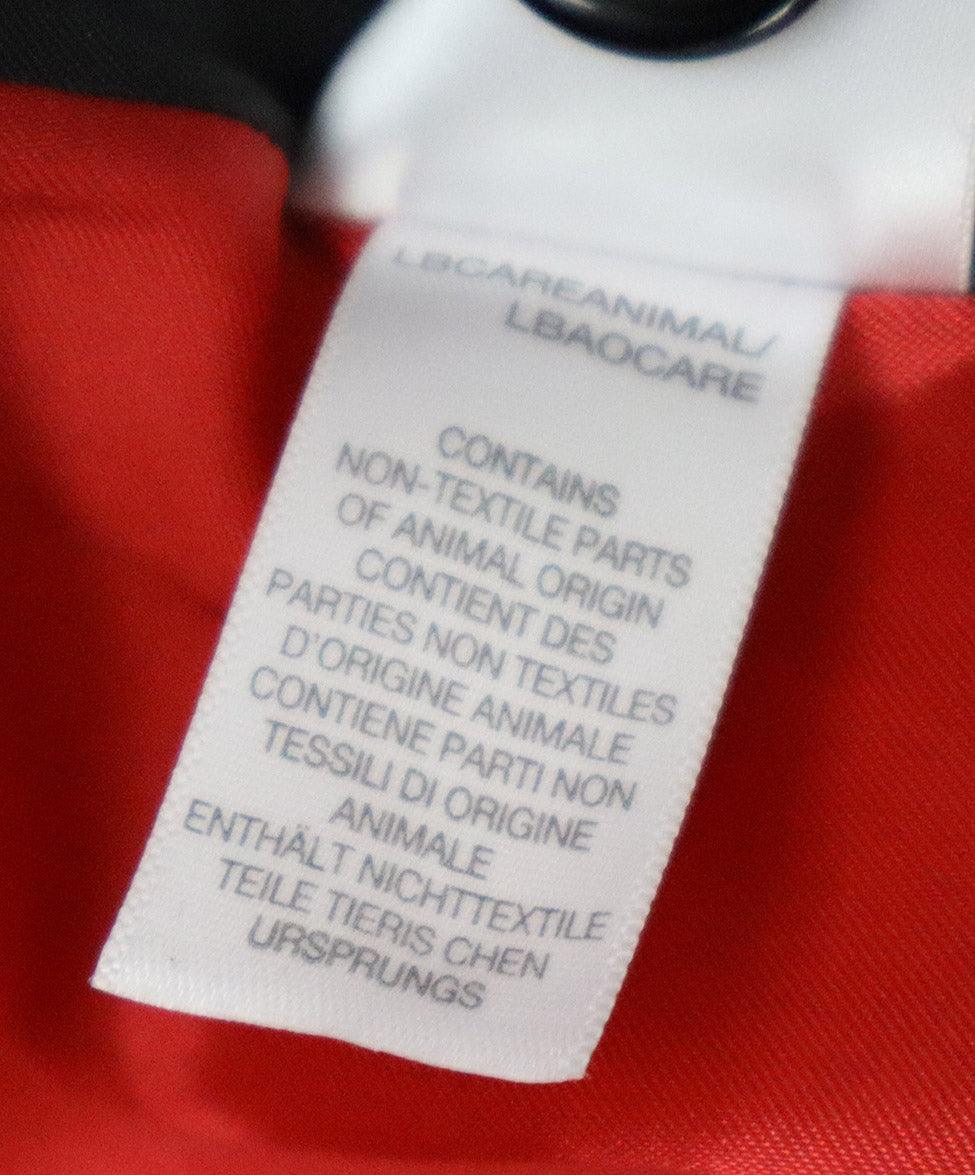 LBCAREANIMAL/
LBAOCARE
CONTAINS
NON-TEXTILE PARTS
OF ANIMAL ORIGIN
CONTIENT DES
PARTIES NON TEXTILES
D'ORIGINE ANIMALE
CONTIENE PARTI NON
TESSILI DI ORIGINE
ANIMALE
ENTHÄLT NICHTTEXTILE
TEILE TIERIS CHEN
URSPRUNGS